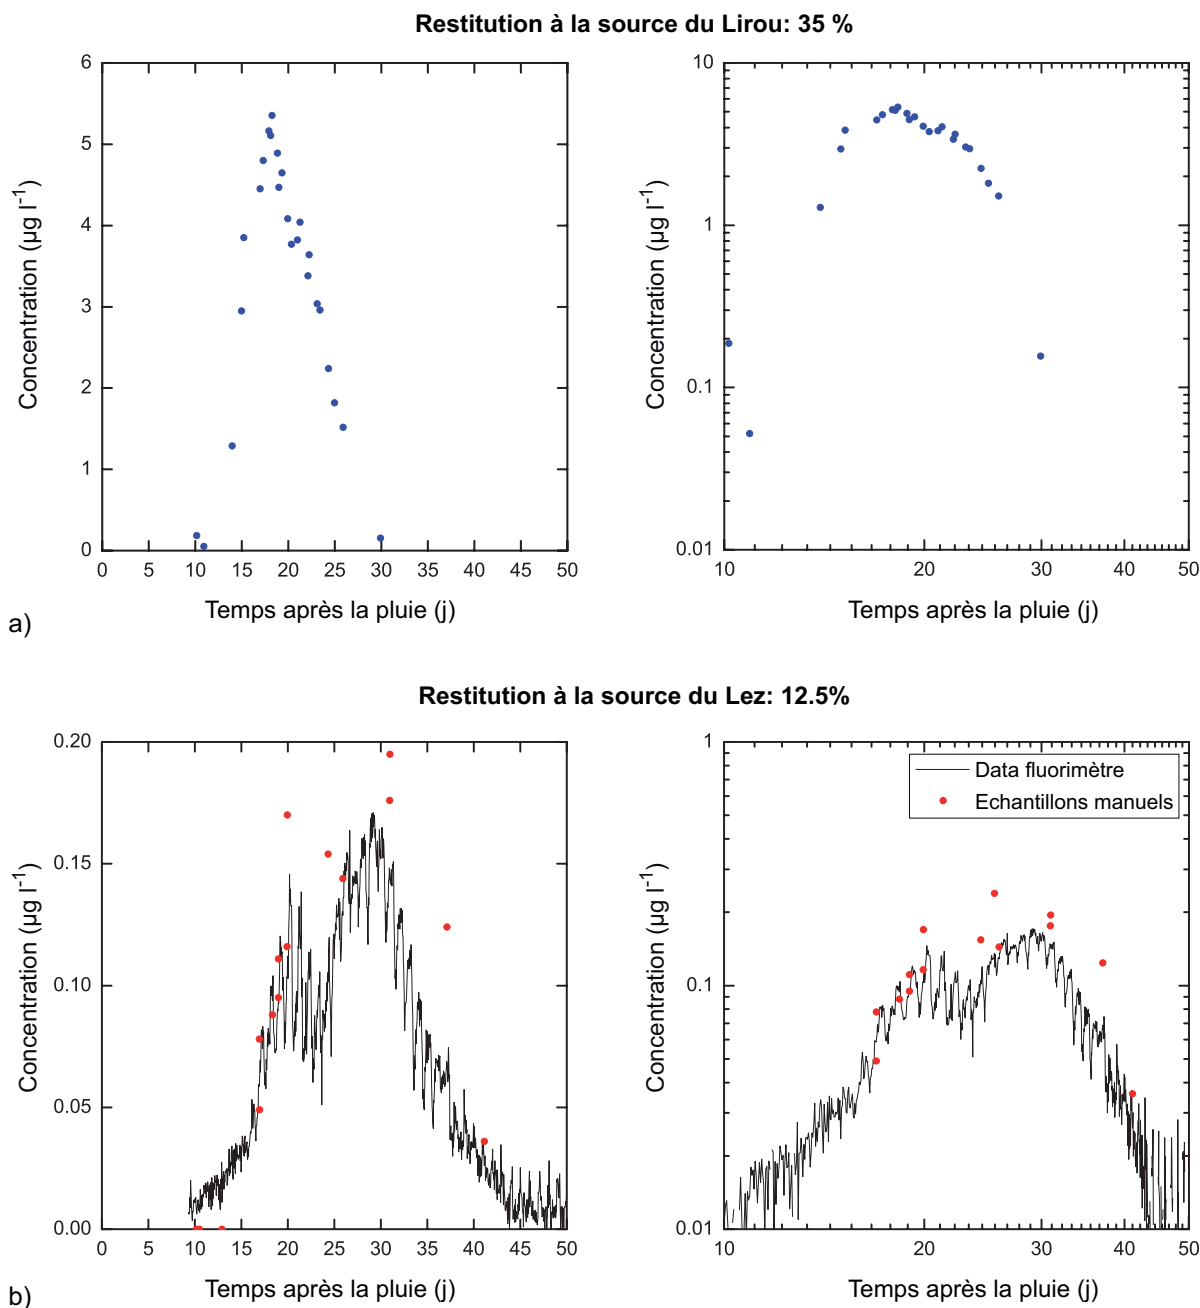 Restitution à la source du Lirou: 35 %
Concentration (µg l-1)
6
5
4
3
2
1
0
0 5 10 15 20 25 30 35 40 45 50
Temps après la pluie (j)
Concentration (µg l-1)
10
1
0.1
0.01
10 20 30 40 50
Temps après la pluie (j)
a)
Restitution à la source du Lez: 12.5%
Concentration (µg l-1)
0.20
0.15
0.10
0.05
0.00
0 5 10 15 20 25 30 35 40 45 50
Temps après la pluie (j)
Concentration (µg l-1)
1
0.1
0.01
Data fluorimètre
Echantillons manuels
10 20 30 40 50
Temps après la pluie (j)
b)